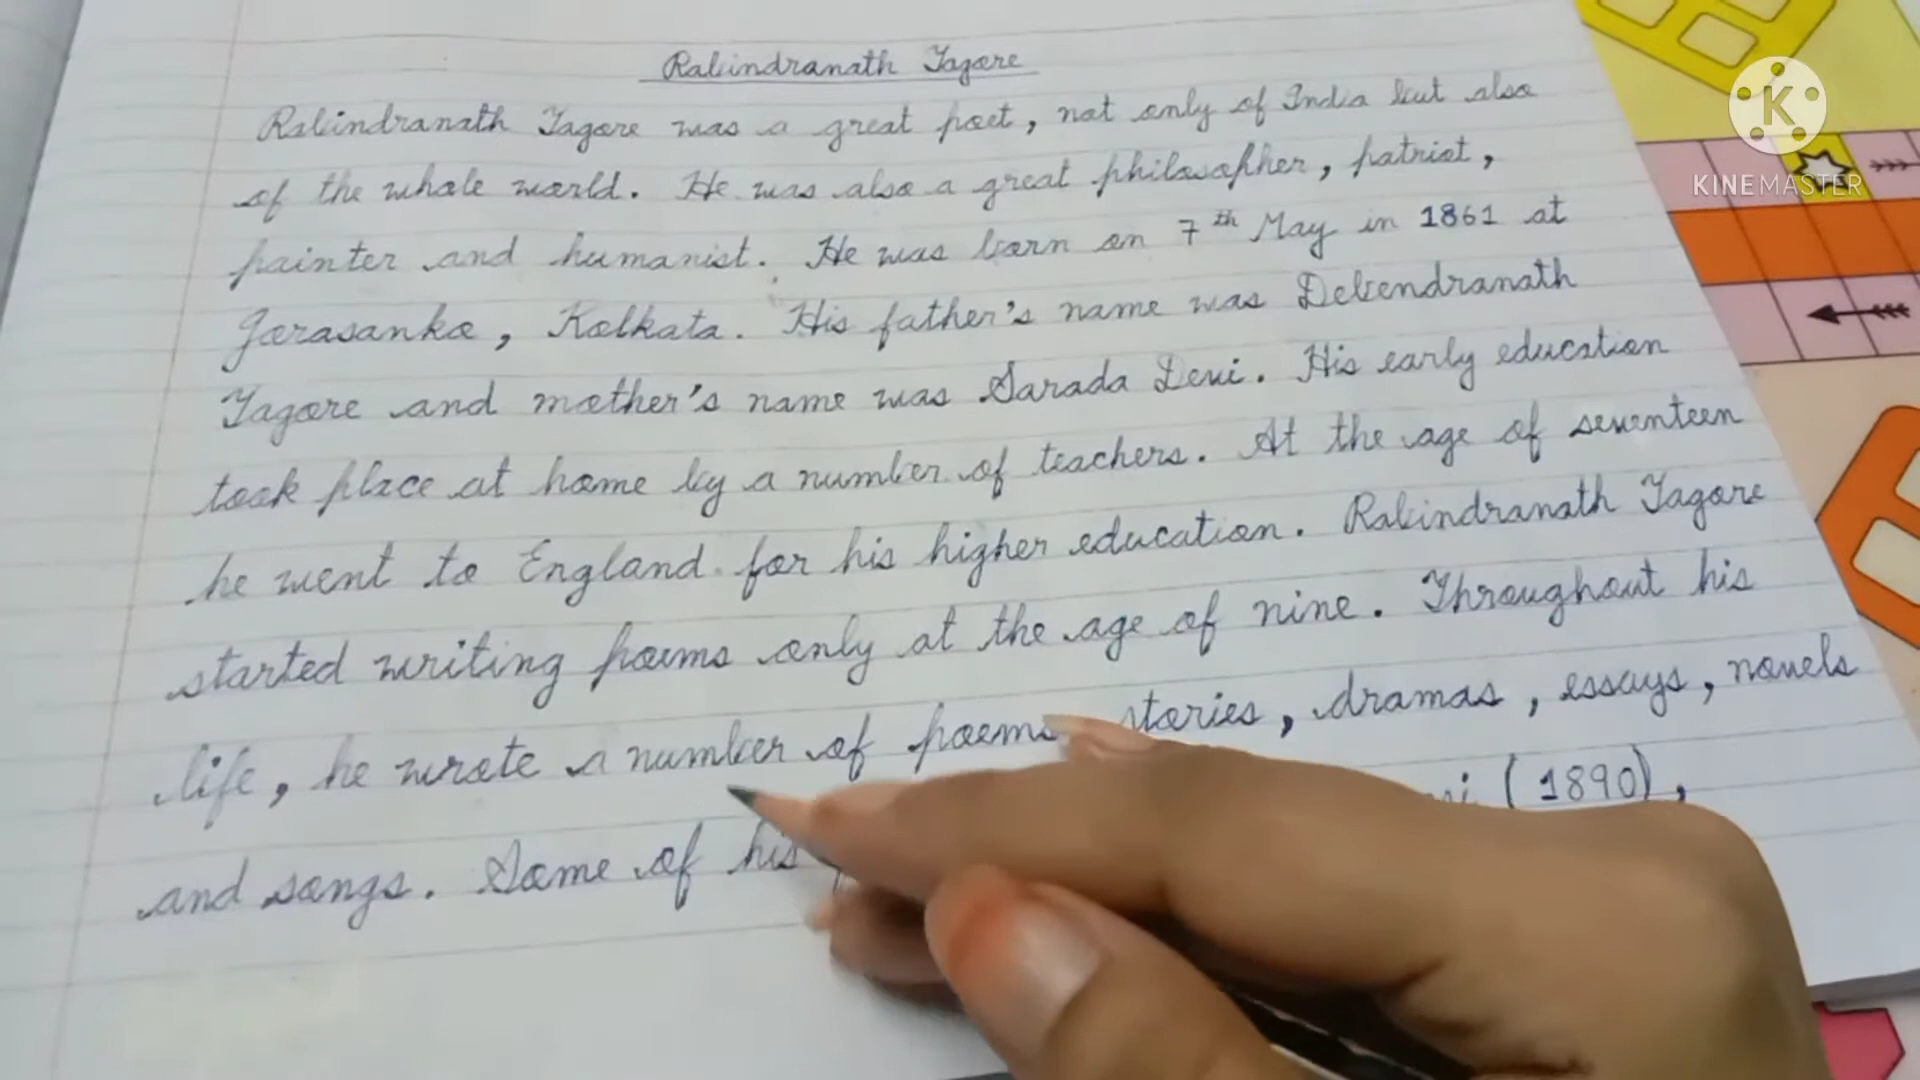 Rabindranath Tagore
Rabindranath Tagore was a great poet, not only of India but also
of the whole world. He was also a great philosopher, patriot,
painter and humanist. He was born on 7th May in 1861 at
Jorasanko, Kolkata. His father's name was Debendranath
Tagore and mother's name was Sarada Devi. His early education
took place at home by a number of teachers. At the age of seventeen
he went to England for his higher education. Rabindranath Tagore
started writing poems only at the age of nine. Throughout his
life, he wrote a number of poems stories, dramas, essays, novels
and songs. Some of his (1890),
K
KINEMASTER